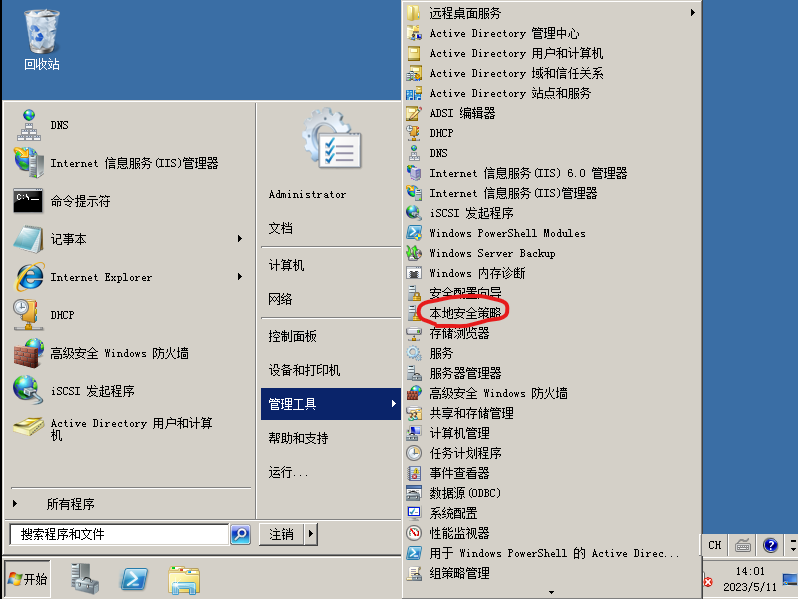 回收站
DNS
Internet 信息服务(IIS)管理器
C:\
命令提示符
记事本
Internet Explorer
DHCP
高级安全 Windows 防火墙
iSCSI 发起程序
Active Directory 用户和计算
机
所有程序
搜索程序和文件
Administrator
文档
计算机
网络
控制面板
设备和打印机
管理工具
帮助和支持
运行...
注销
远程桌面服务
Active Directory 管理中心
Active Directory 用户和计算机
Active Directory 域和信任关系
Active Directory 站点和服务
ADSI 编辑器
DHCP
DNS
Internet 信息服务(IIS) 6.0 管理器
Internet 信息服务(IIS)管理器
iSCSI 发起程序
Windows PowerShell Modules
Windows Server Backup
Windows 内存诊断
安全配置向导
本地安全策略
存储浏览器
服务
服务器管理器
高级安全 Windows 防火墙
共享和存储管理
计算机管理
任务计划程序
事件查看器
数据源(ODBC)
系统配置
性能监视器
用于 Windows PowerShell 的 Active Direc...
组策略管理
开始
CH
14:01
2023/5/11